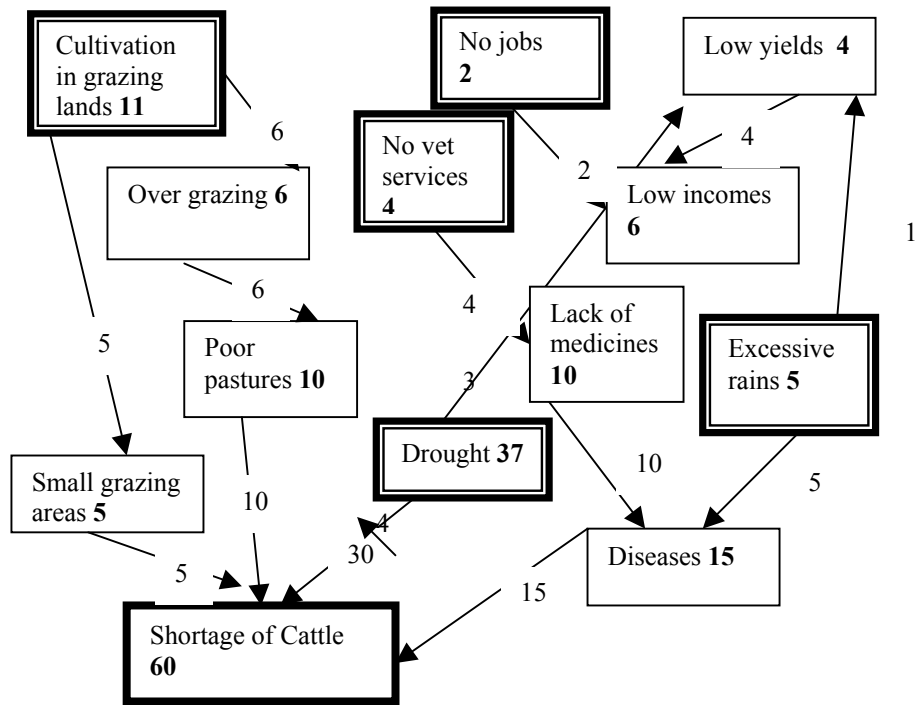 Cultivation
in grazing
lands 11
No jobs
2
Low yields 4
6
4
No vet
services
4
2
Over grazing 6
Low incomes
6
1
6
4
5
Poor
pastures 10
Lack of
medicines
10
Excessive
rains 5
3
Drought 37
Small grazing
areas 5
10
10
5
4
30
5
15
Diseases 15
Shortage of Cattle
60